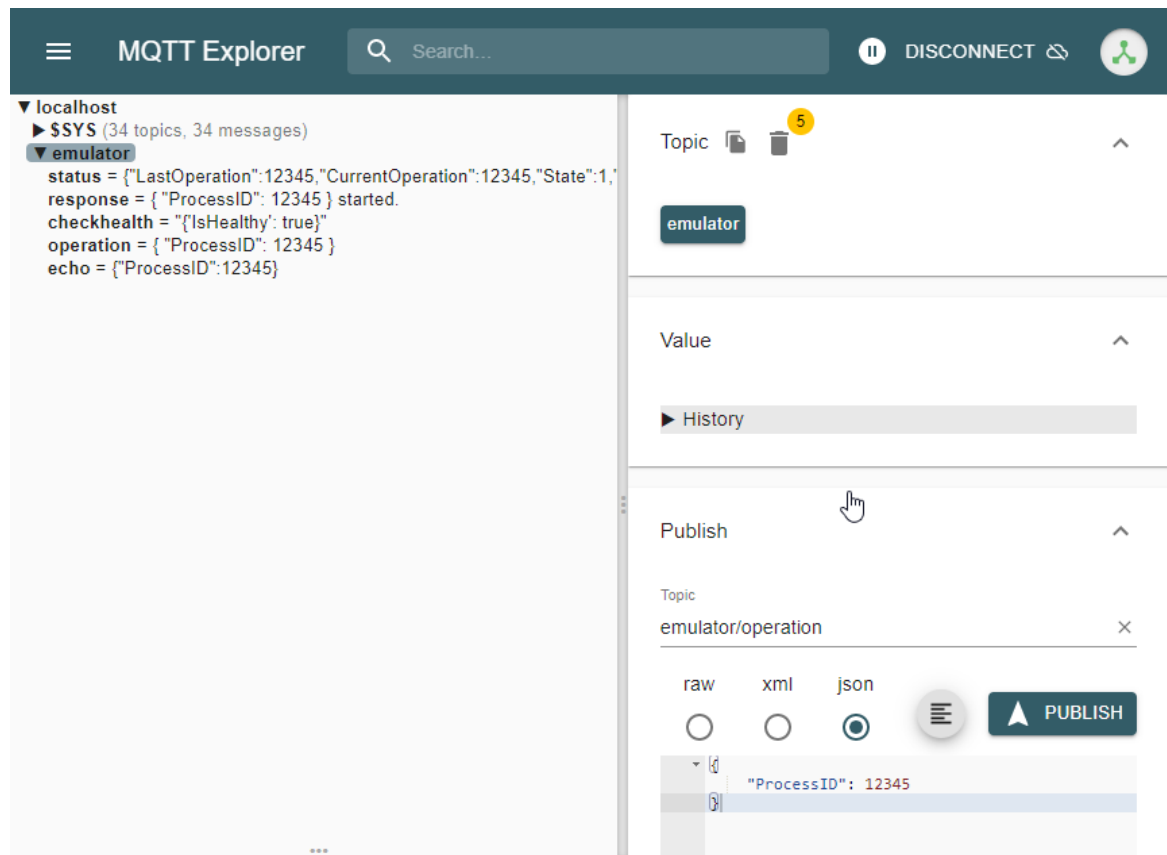 MQTT Explorer
Search...
DISCONNECT
localhost
$SYS (34 topics, 34 messages)
emulator
status = {"LastOperation":12345,"CurrentOperation":12345,"State":1,"
response = { "ProcessID": 12345 } started.
checkhealth = "{'IsHealthy': true}"
operation = { "ProcessID": 12345 }
echo = {"ProcessID":12345}
Topic
5
emulator
Value
History
Publish
Topic
emulator/operation
raw xml json
PUBLISH
{
"ProcessID": 12345
}